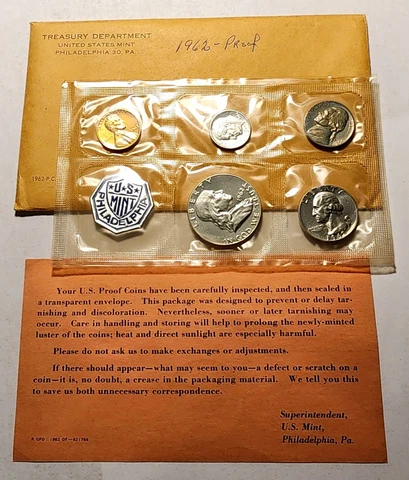 TREASURY DEPARTMENT
UNITED STATES MINT
PHILADELPHIA 30, PA.
1962 - Proof
1962-P.C.
U★S
MINT
PHILADELPHIA
LIBERTY
IN GOD WE TRUST
Your U.S. Proof Coins have been carefully inspected, and then sealed in
a transparent envelope. This package was designed to prevent or delay tar-
nishing and discoloration. Nevertheless, sooner or later tarnishing may
occur. Care in handling and storing will help to prolong the newly-minted
luster of the coins; heat and direct sunlight are especially harmful.
Please do not ask us to make exchanges or adjustments.
If there should appear—what may seem to you—a defect or scratch on a
coin—it is, no doubt, a crease in the packaging material. We tell you this
to save us both unnecessary correspondence.
Superintendent,
U.S. Mint,
Philadelphia, Pa.